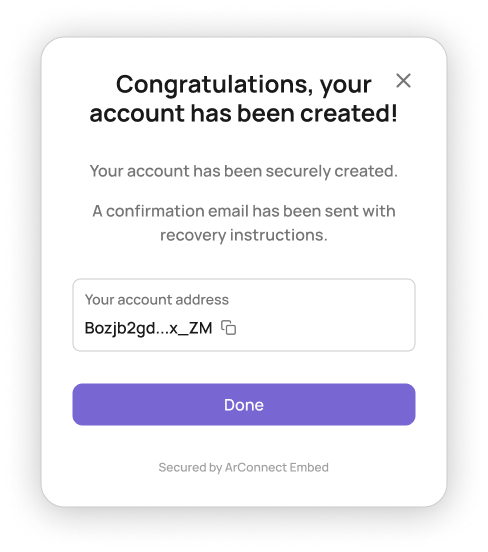 Congratulations, your
account has been created!
Your account has been securely created.
A confirmation email has been sent with
recovery instructions.
Your account address
Bozjb2gd...x_ZM
Done
Secured by ArConnect Embed